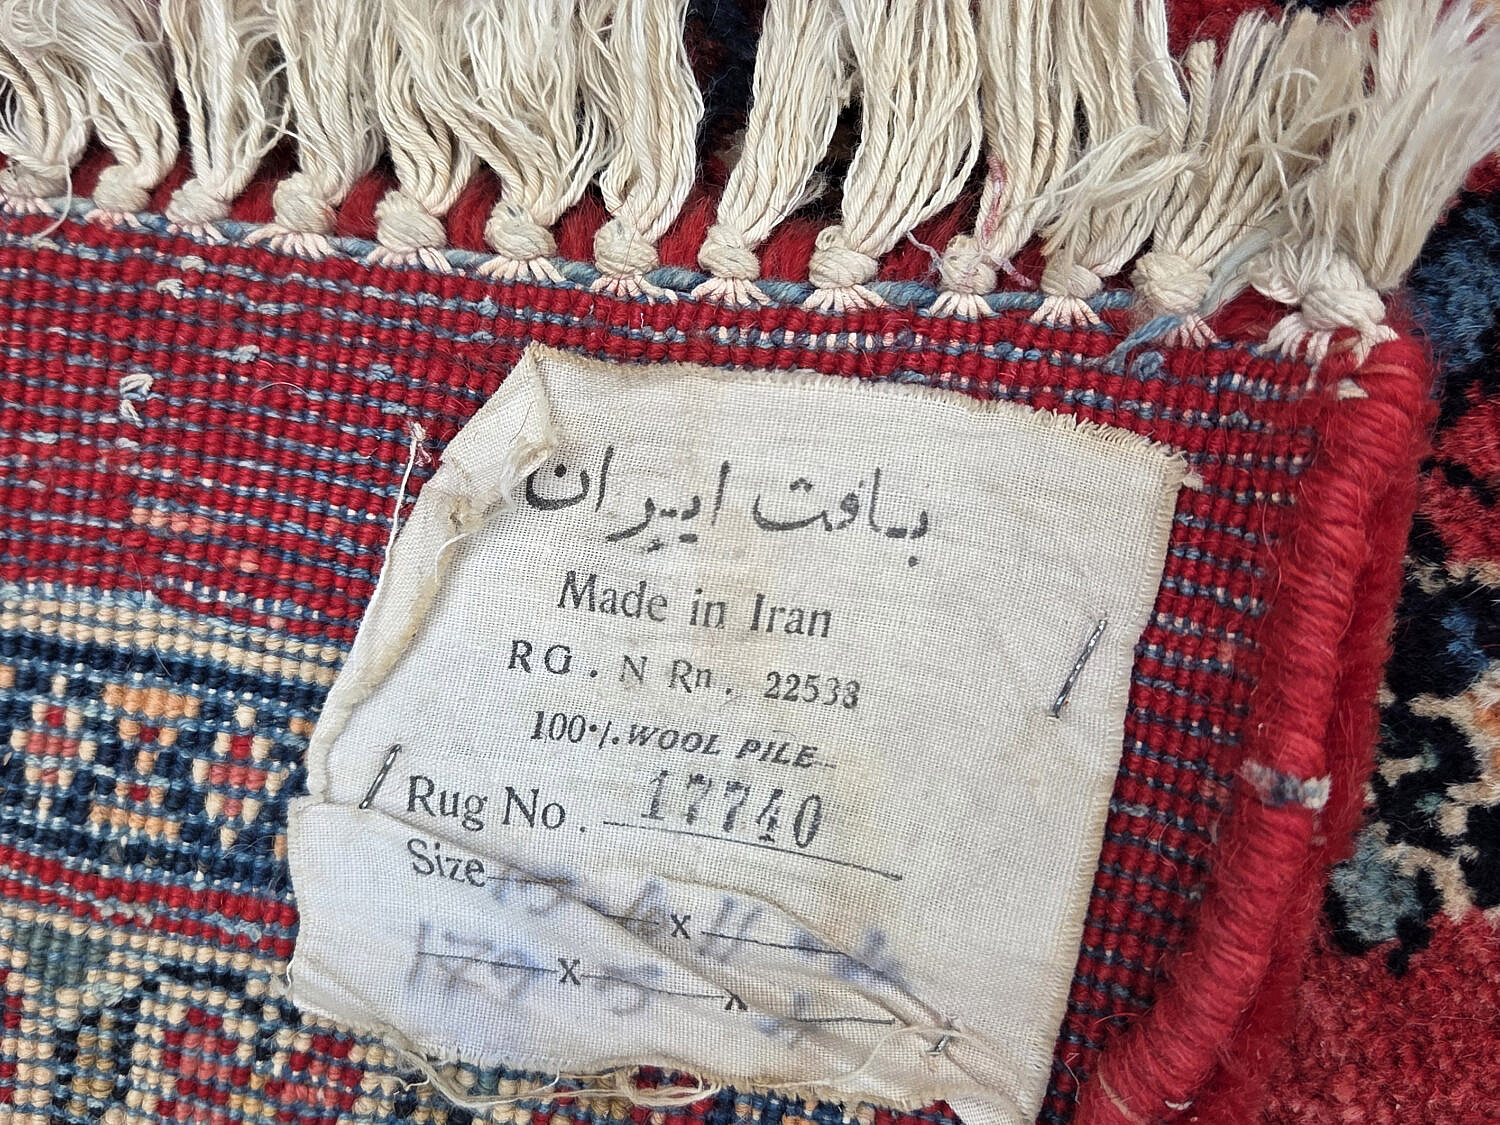 بافت ایران
Made in Iran
RG. N Rn. 22538
100%. WOOL PILE
Rug No. 17740
Size x
x x